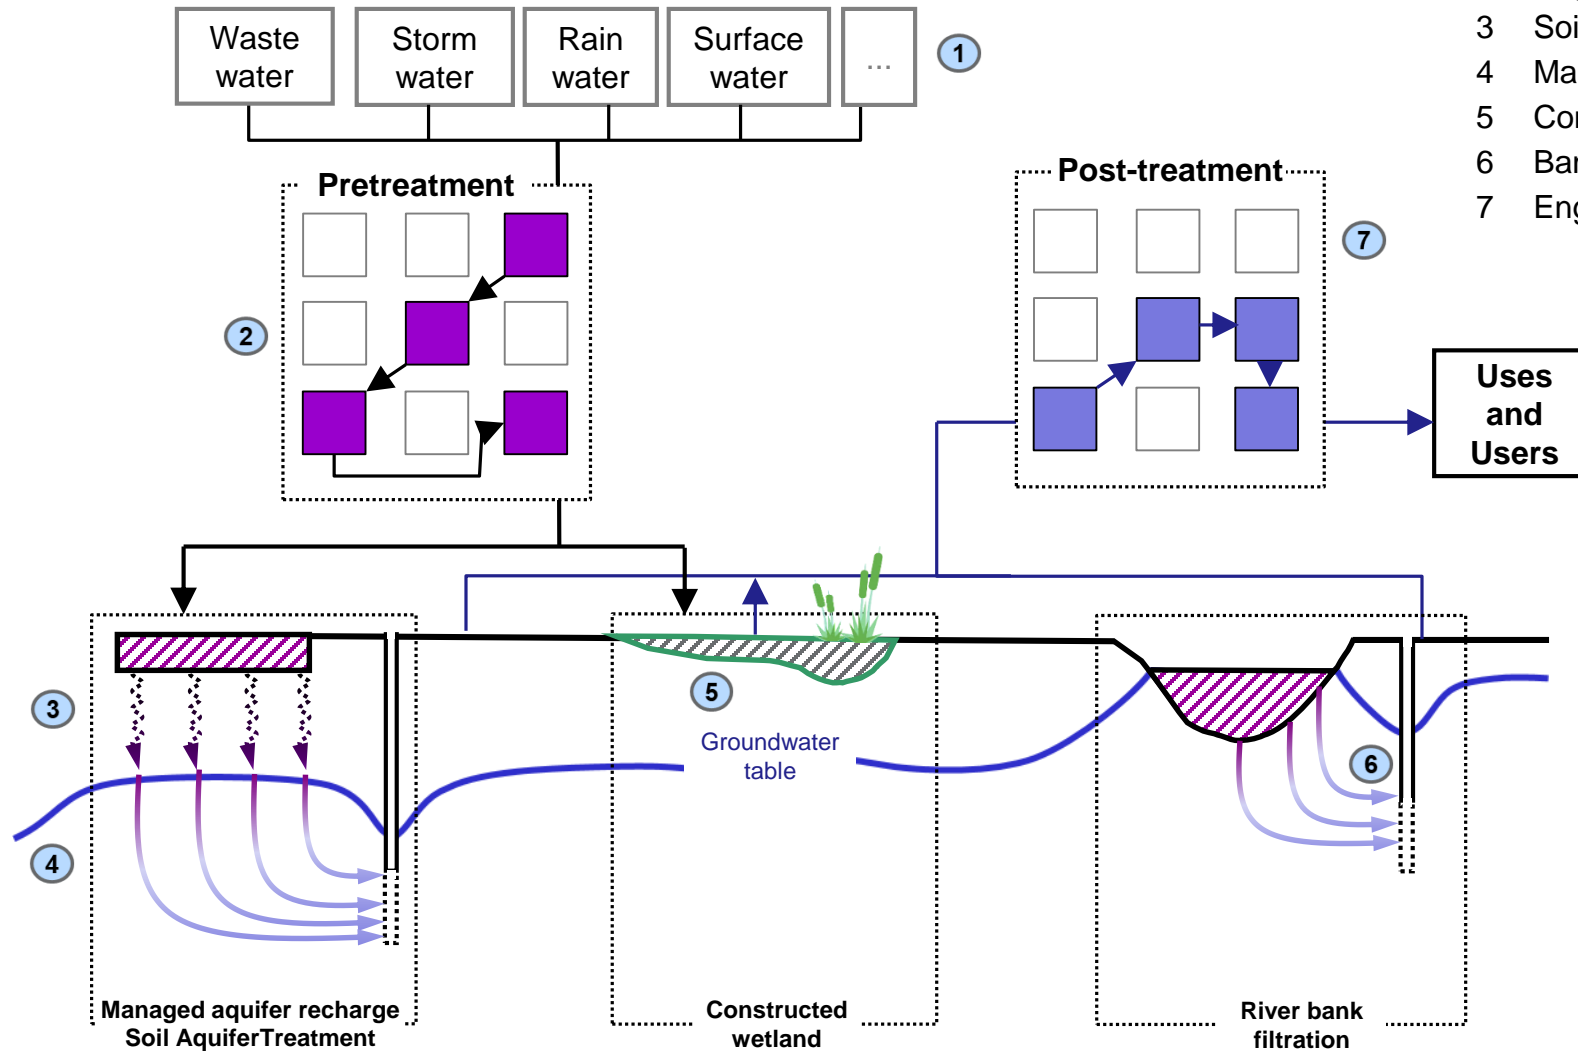 Waste
water
Storm
water
Rain
water
Surface
water
...
1
3
4
5
6
7
Pretreatment
2
Post-treatment
7
Uses
and
Users
3
5
Groundwater
table
6
4
Managed aquifer recharge
Soil AquiferTreatment
Constructed
wetland
River bank
filtration